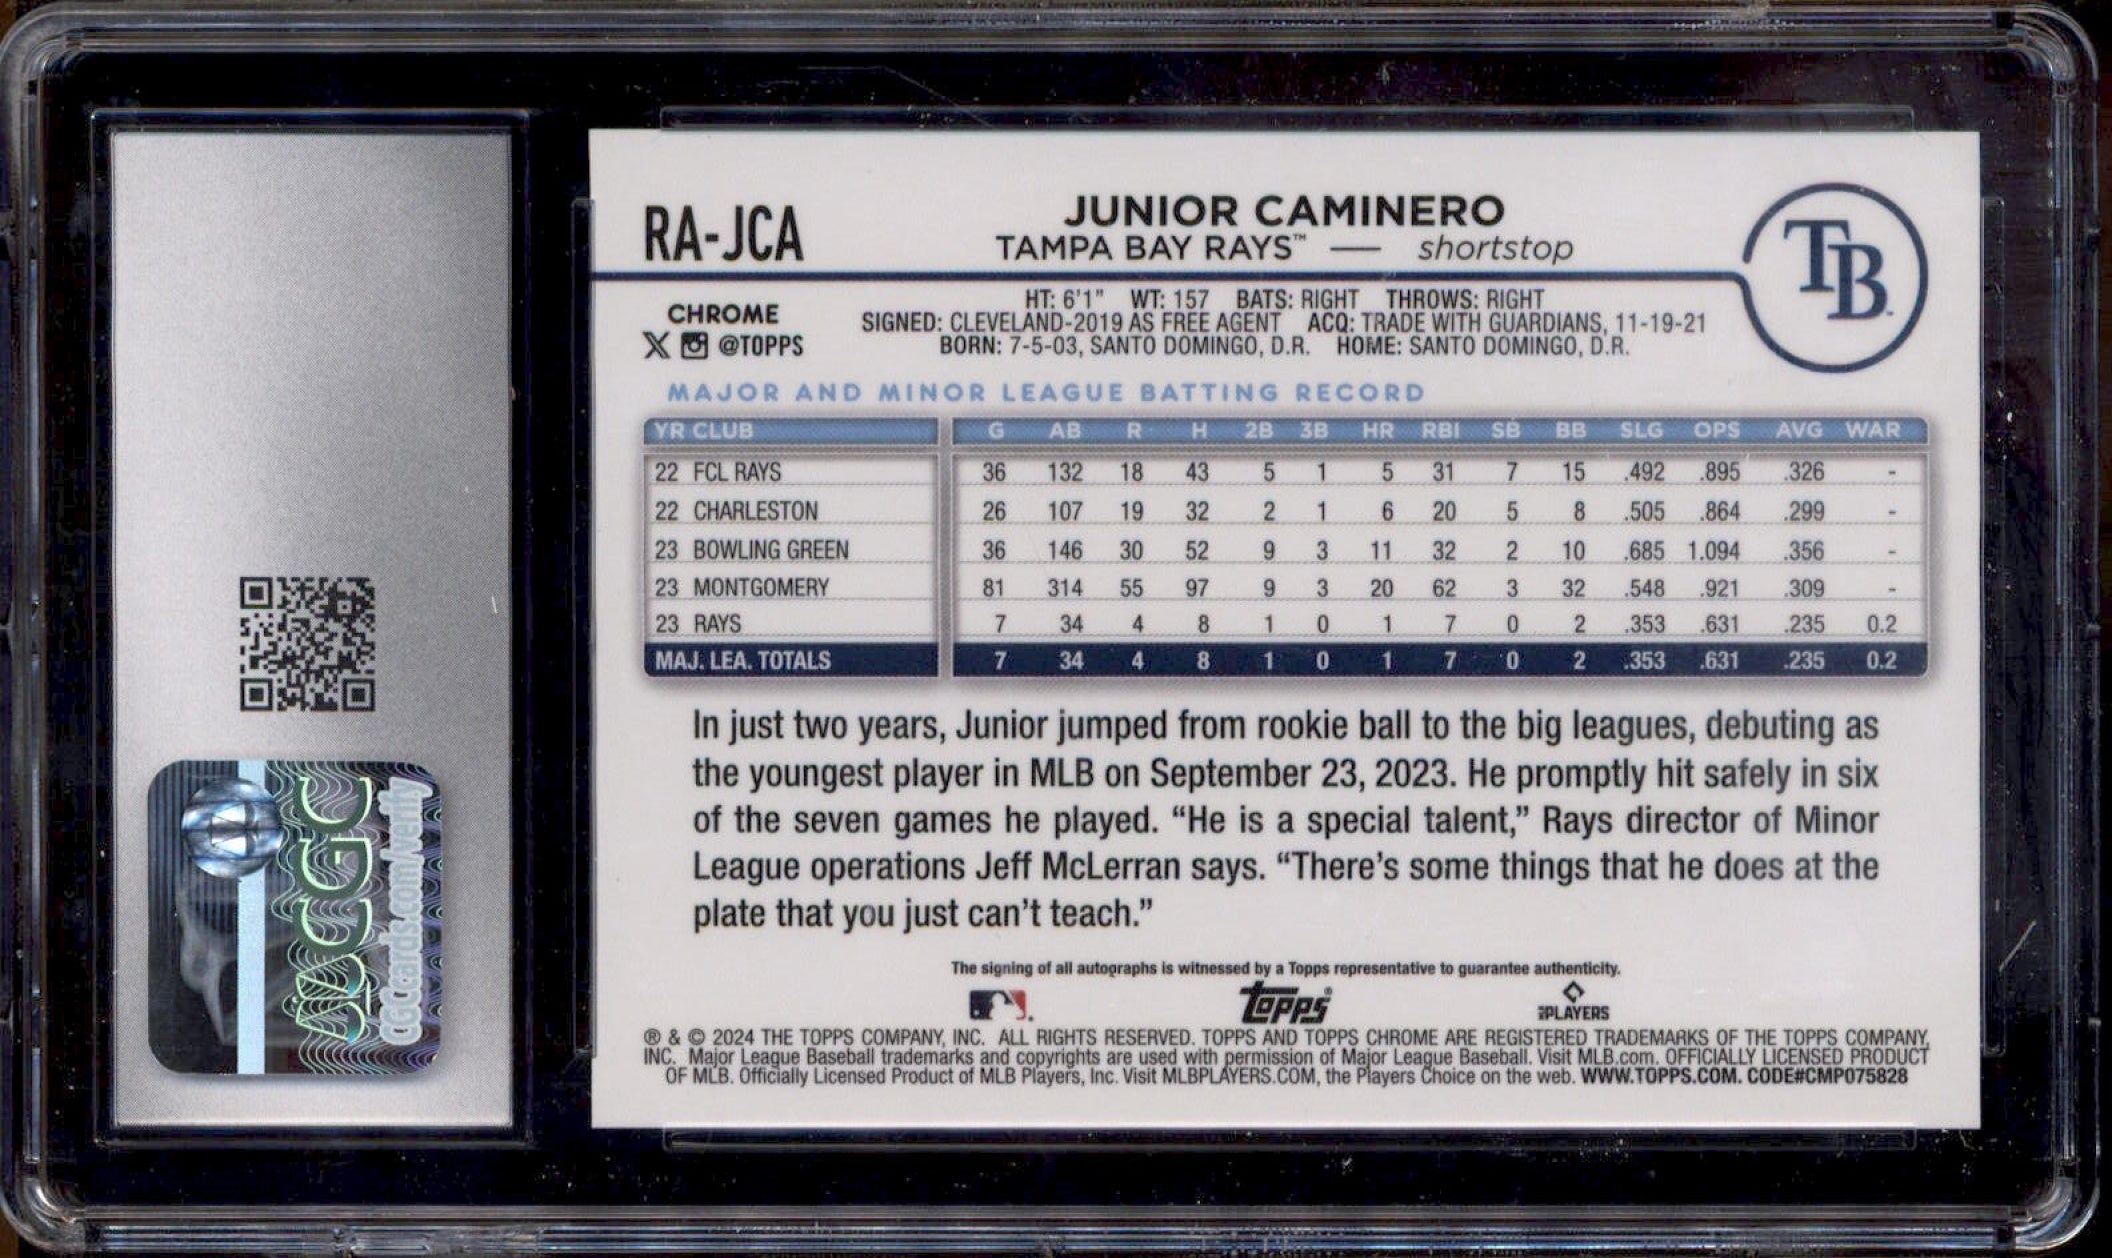 RA-JCA
JUNIOR CAMINERO
TAMPA BAY RAYS™ — shortstop
TB
CHROME
X @TOPPS
HT: 6'1" WT: 157 BATS: RIGHT THROWS: RIGHT
SIGNED: CLEVELAND-2019 AS FREE AGENT ACQ: TRADE WITH GUARDIANS, 11-19-21
BORN: 7-5-03, SANTO DOMINGO, D.R. HOME: SANTO DOMINGO, D.R.
MAJOR AND MINOR LEAGUE BATTING RECORD
YR CLUB G AB R H 2B 3B HR RBI SB BB SLG OPS AVG WAR
22 FCL RAYS 36 132 18 43 5 1 5 31 7 15 .492 .895 .326 -
22 CHARLESTON 26 107 19 32 2 1 6 20 5 8 .505 .864 .299 -
23 BOWLING GREEN 36 146 30 52 9 3 11 32 2 10 .685 1.094 .356 -
23 MONTGOMERY 81 314 55 97 9 3 20 62 3 32 .548 .921 .309 -
23 RAYS 7 34 4 8 1 0 1 7 0 2 .353 .631 .235 0.2
MAJ. LEA. TOTALS 7 34 4 8 1 0 1 7 0 2 .353 .631 .235 0.2
In just two years, Junior jumped from rookie ball to the big leagues, debuting as
the youngest player in MLB on September 23, 2023. He promptly hit safely in six
of the seven games he played. “He is a special talent,” Rays director of Minor
League operations Jeff McLerran says. “There’s some things that he does at the
plate that you just can’t teach.”
The signing of all autographs is witnessed by a Topps representative to guarantee authenticity.
topps®
PLAYERS
® & © 2024 THE TOPPS COMPANY, INC. ALL RIGHTS RESERVED. TOPPS AND TOPPS CHROME ARE REGISTERED TRADEMARKS OF THE TOPPS COMPANY,
INC. Major League Baseball trademarks and copyrights are used with permission of Major League Baseball. Visit MLB.com. OFFICIALLY LICENSED PRODUCT
OF MLB. Officially Licensed Product of MLB Players, Inc. Visit MLBPLAYERS.COM, the Players Choice on the web. WWW.TOPPS.COM. CODE#CMP075828
CGC
CGCcards.com/verify